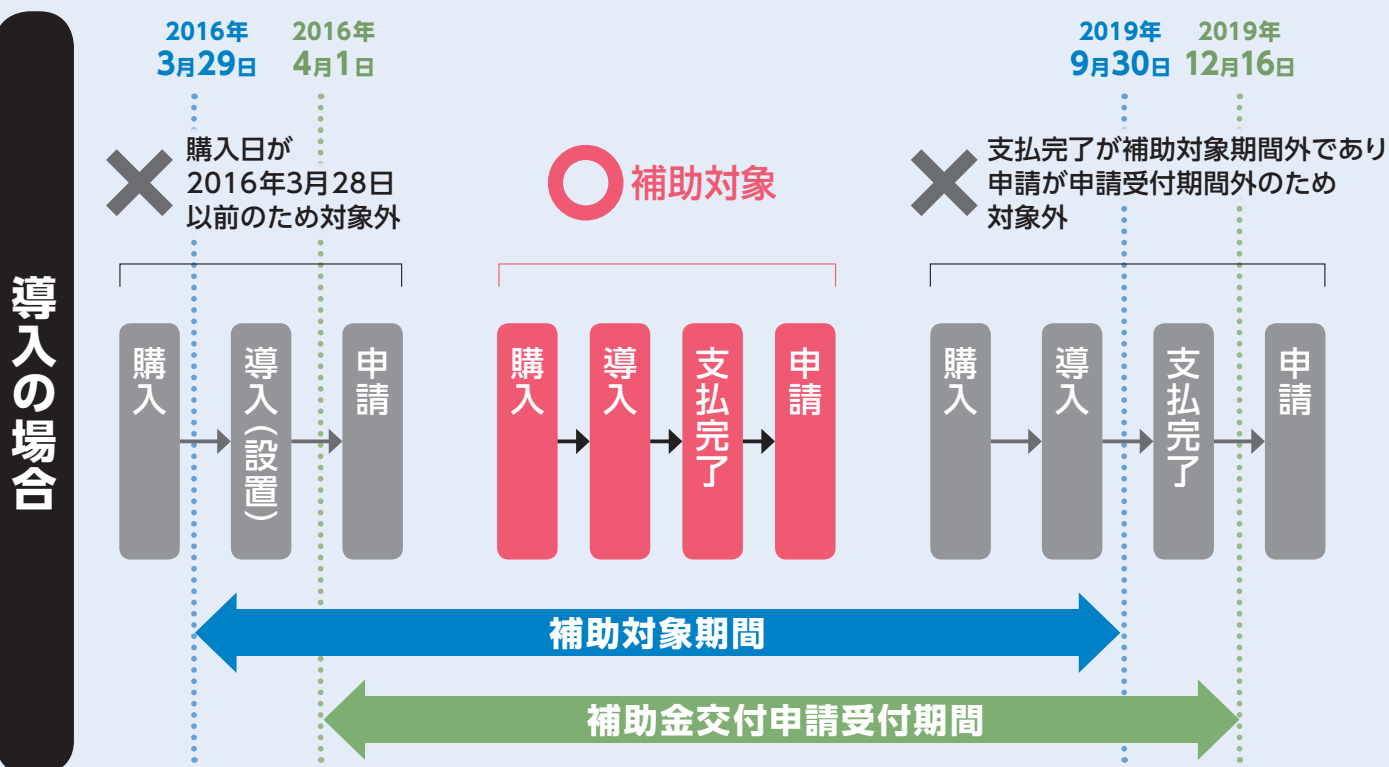 導入の場合
2016年
3月29日
2016年
4月1日
2019年
9月30日
2019年
12月16日
購入日が
2016年3月28日
以前のため対象外
補助対象
支払完了が補助対象期間外であり
申請が申請受付期間外のため
対象外
購入
導入(設置)
申請
購入
導入
支払完了
申請
購入
導入
支払完了
申請
補助対象期間
補助金交付申請受付期間